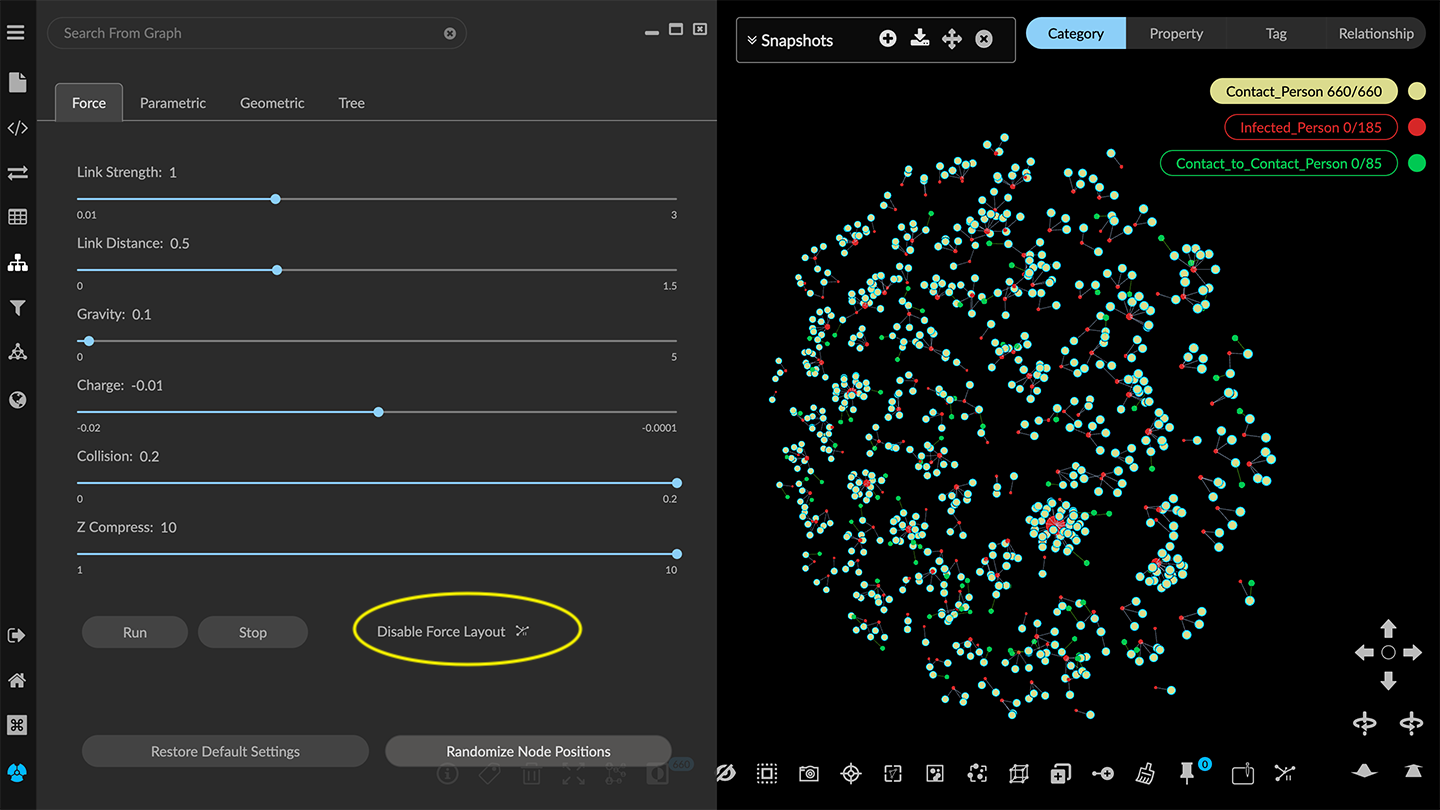 Search From Graph
Force
Parametric
Geometric
Tree
Link Strength: 1
0.01
3
Link Distance: 0.5
0
1.5
Gravity: 0.1
0
5
Charge: -0.01
-0.02
-0.0001
Collision: 0.2
0
0.2
Z Compress: 10
1
10
Run
Stop
Disable Force Layout
Restore Default Settings
Randomize Node Positions
660
Snapshots
Category
Property
Tag
Relationship
Contact_Person 660/660
Infected_Person 0/185
Contact_to_Contact_Person 0/85
0